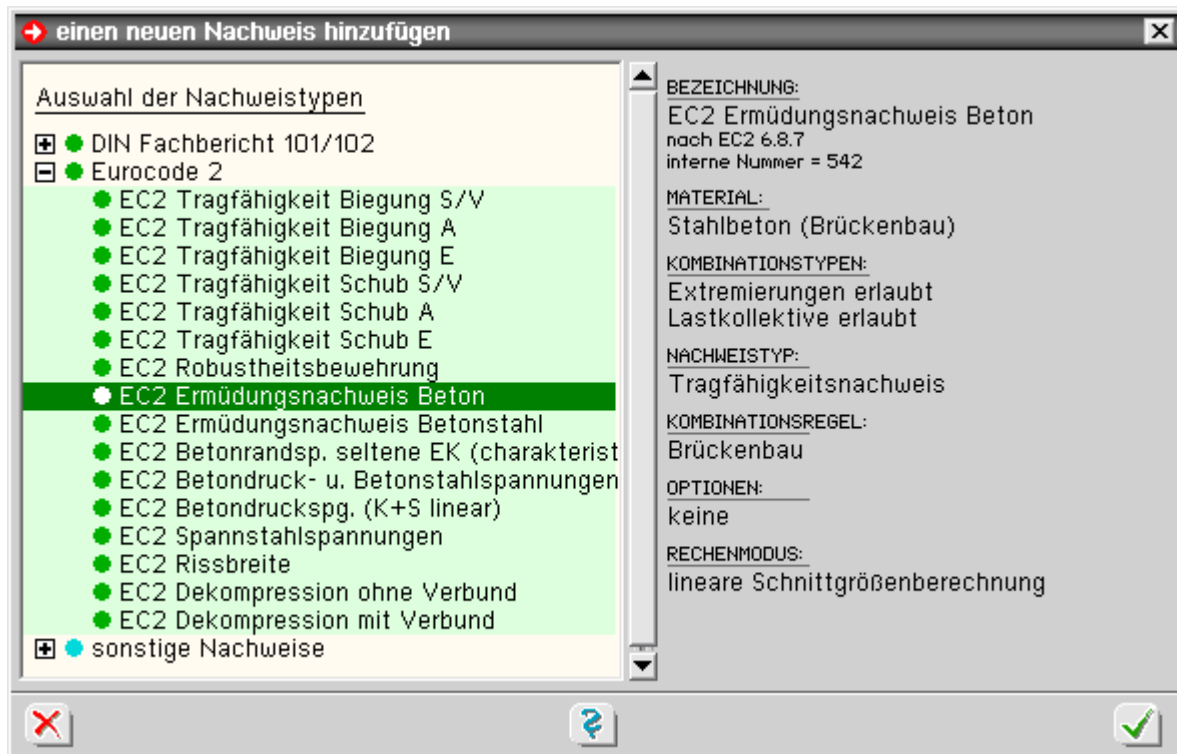 einen neuen Nachweis hinzufügen
Auswahl der Nachweistypen
DIN Fachbericht 101/102
Eurocode 2
EC2 Tragfähigkeit Biegung S/V
EC2 Tragfähigkeit Biegung A
EC2 Tragfähigkeit Biegung E
EC2 Tragfähigkeit Schub S/V
EC2 Tragfähigkeit Schub A
EC2 Tragfähigkeit Schub E
EC2 Robustheitsbewehrung
EC2 Ermüdungsnachweis Beton
EC2 Ermüdungsnachweis Betonstahl
EC2 Betonrandsp. seltene EK (charakterist
EC2 Betondruck- u. Betonstahlspannungen
EC2 Betondruckspg. (K+S linear)
EC2 Spannstahlspannungen
EC2 Rissbreite
EC2 Dekompression ohne Verbund
EC2 Dekompression mit Verbund
sonstige Nachweise
BEZEICHNUNG:
EC2 Ermüdungsnachweis Beton
nach EC2 6.8.7
interne Nummer = 542
MATERIAL:
Stahlbeton (Brückenbau)
KOMBINATIONSTYPEN:
Extremierungen erlaubt
Lastkollektive erlaubt
NACHWEISTYP:
Tragfähigkeitsnachweis
KOMBINATIONSREGEL:
Brückenbau
OPTIONEN:
keine
RECHENMODUS:
lineare Schnittgrößenberechnung